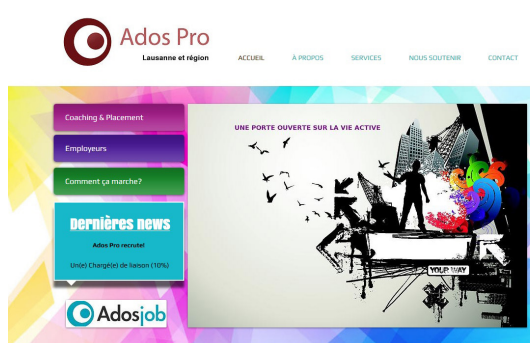 Ados Pro
Lausanne et région
ACCUEIL
À PROPOS
SERVICES
NOUS SOUTENIR
CONTACT
Coaching & Placement
Employeurs
Comment ça marche?
Dernières news
Ados Pro recrute!
Un(e) Chargé(e) de liaison (10%)
Adosjob
UNE PORTE OUVERTE SUR LA VIE ACTIVE
YOUR WAY